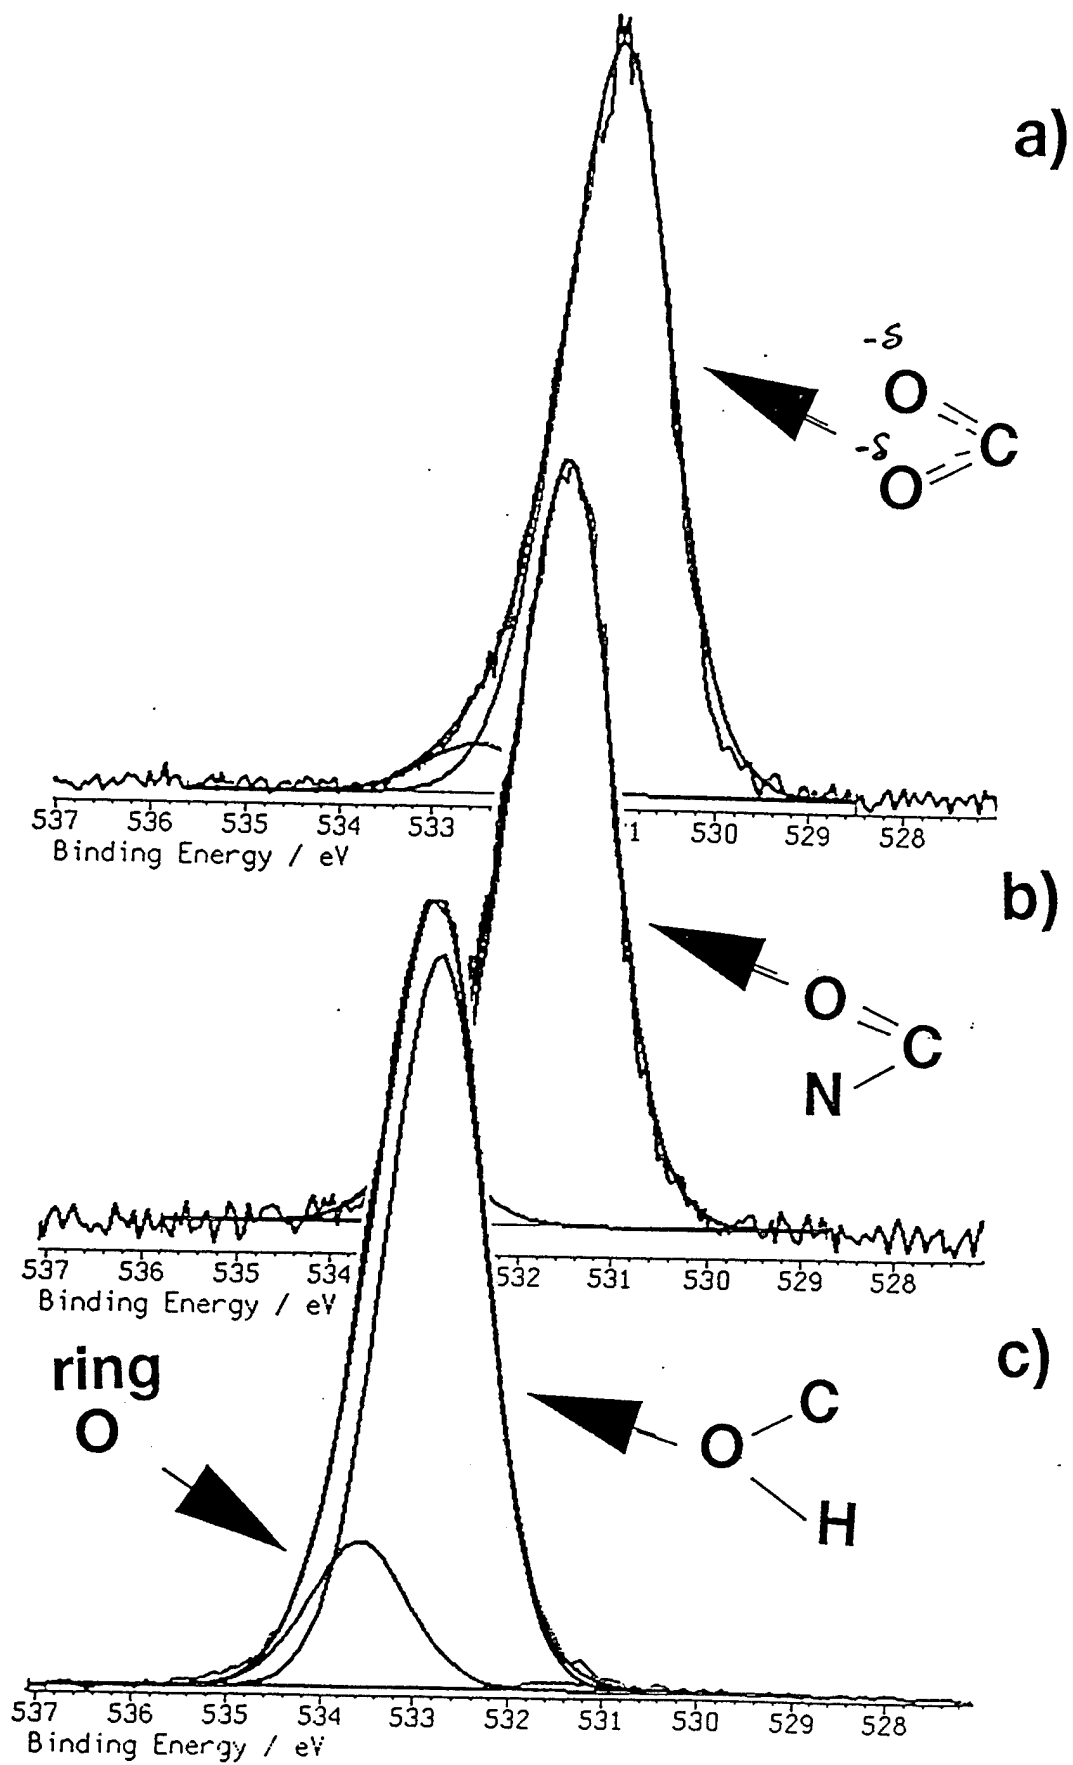 a)
-δ
O
C
-δ
O
537 536 535 534 533 1 530 529 528
Binding Energy / eV
b)
O
C
N
537 536 535 534 532 531 530 529 528
Binding Energy / eV
c)
ring
O
C
O
H
537 536 535 534 533 532 531 530 529 528
Binding Energy / eV